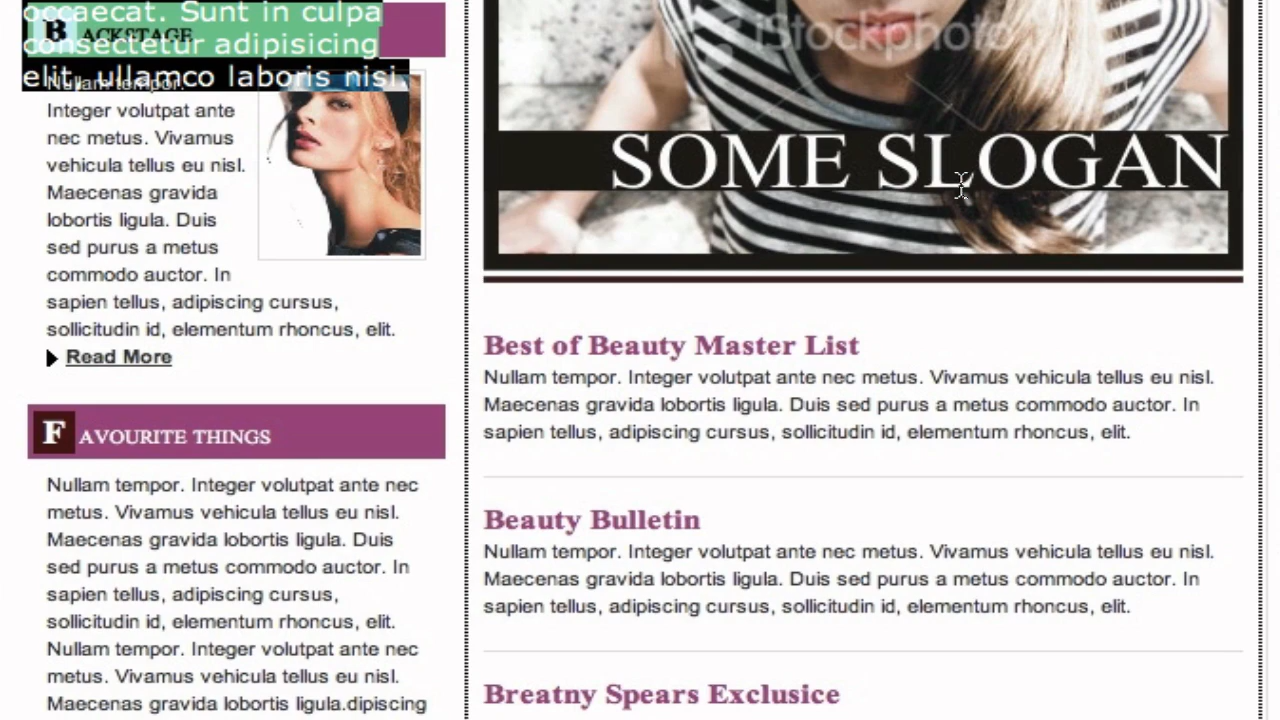 occaecat. Sunt in culpa
consectetur adipisicing
elit, ullamco laboris nisi.
BACKSTAGE
Nullam tempor.
Integer volutpat ante
nec metus. Vivamus
vehicula tellus eu nisl.
Maecenas gravida
lobortis ligula. Duis
sed purus a metus
commodo auctor. In
sapien tellus, adipiscing cursus,
sollicitudin id, elementum rhoncus, elit.
Read More
FAVOURITE THINGS
Nullam tempor. Integer volutpat ante nec
metus. Vivamus vehicula tellus eu nisl.
Maecenas gravida lobortis ligula. Duis
sed purus a metus commodo auctor. In
sapien tellus, adipiscing cursus,
sollicitudin id, elementum rhoncus, elit.
Nullam tempor. Integer volutpat ante nec
metus. Vivamus vehicula tellus eu nisl.
Maecenas gravida lobortis ligula.dipiscing
iStockphoto
SOME SLOGAN
Best of Beauty Master List
Nullam tempor. Integer volutpat ante nec metus. Vivamus vehicula tellus eu nisl.
Maecenas gravida lobortis ligula. Duis sed purus a metus commodo auctor. In
sapien tellus, adipiscing cursus, sollicitudin id, elementum rhoncus, elit.
Beauty Bulletin
Nullam tempor. Integer volutpat ante nec metus. Vivamus vehicula tellus eu nisl.
Maecenas gravida lobortis ligula. Duis sed purus a metus commodo auctor. In
sapien tellus, adipiscing cursus, sollicitudin id, elementum rhoncus, elit.
Breatny Spears Exclusice